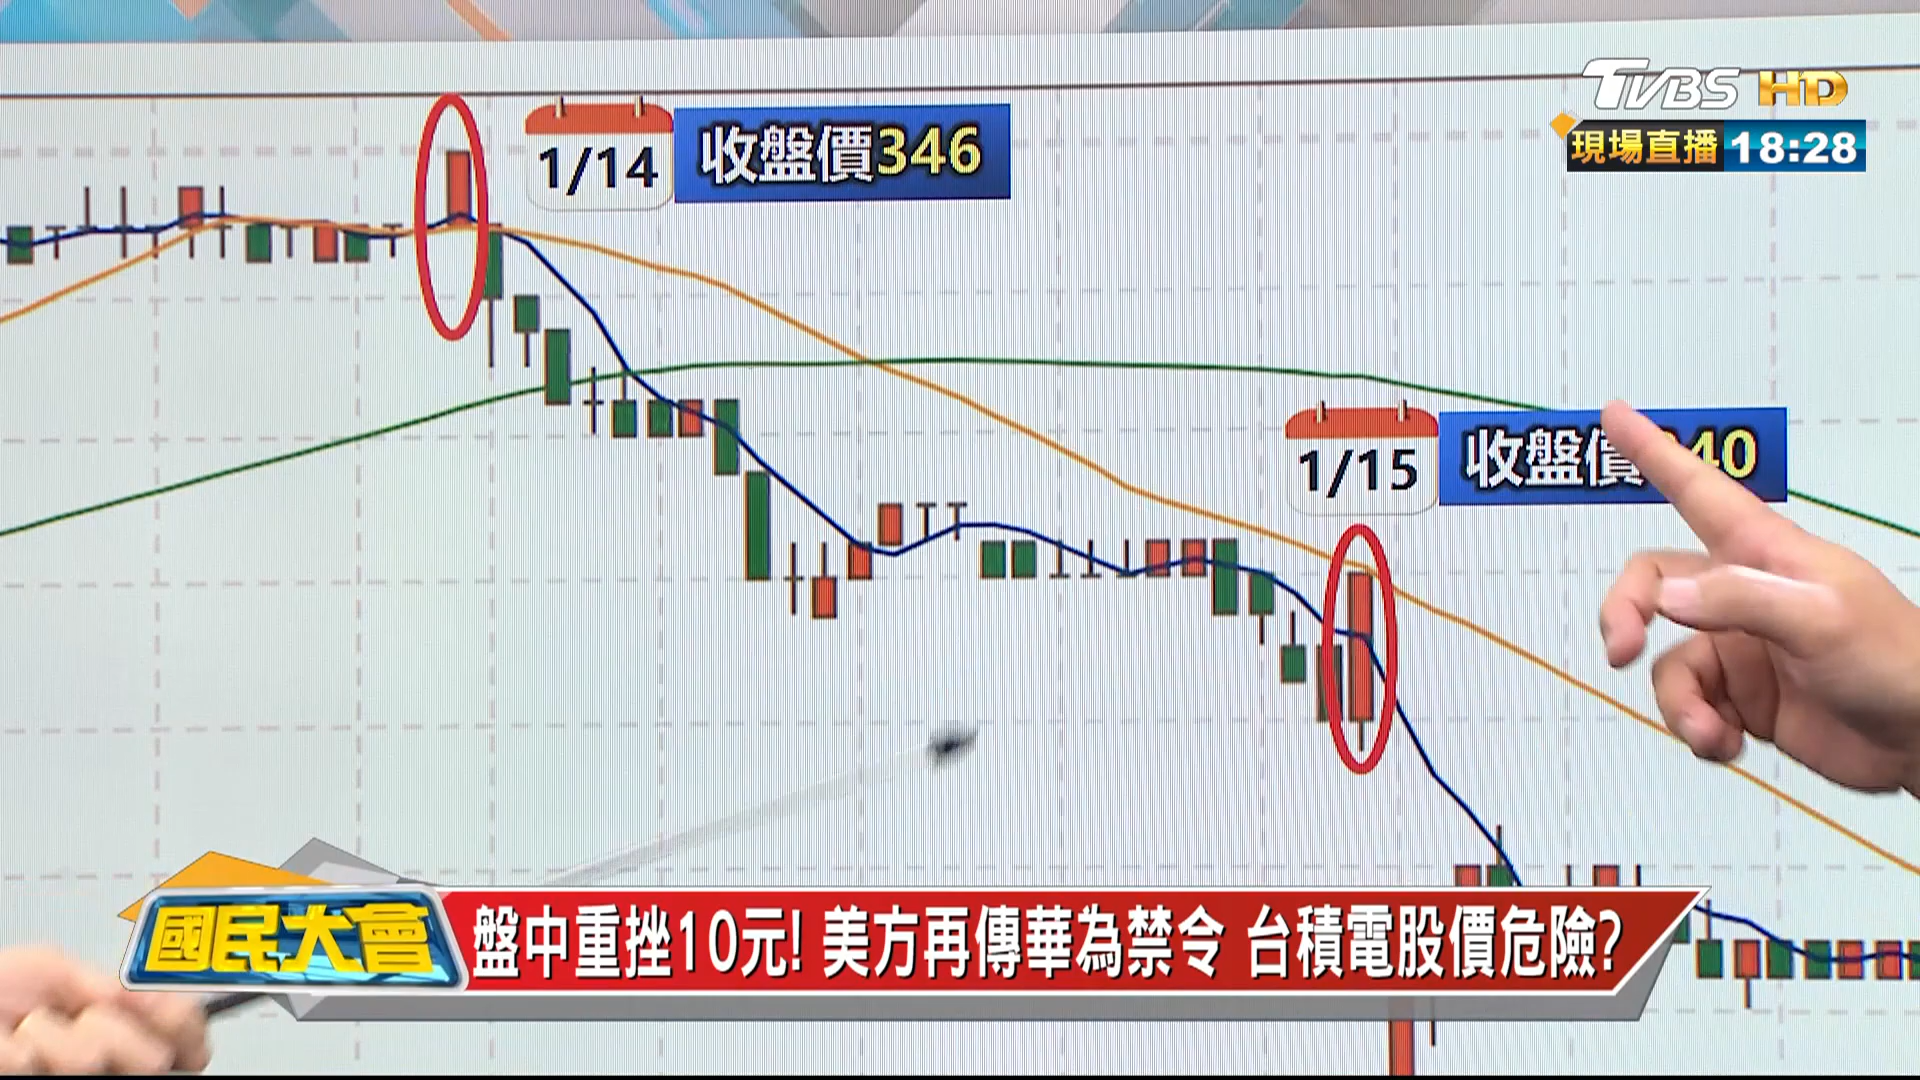 TVBS HD
現場直播 18:28
1/14 收盤價346
1/15 收盤價 40
國民大會
盤中重挫10元! 美方再傳華為禁令 台積電股價危險?